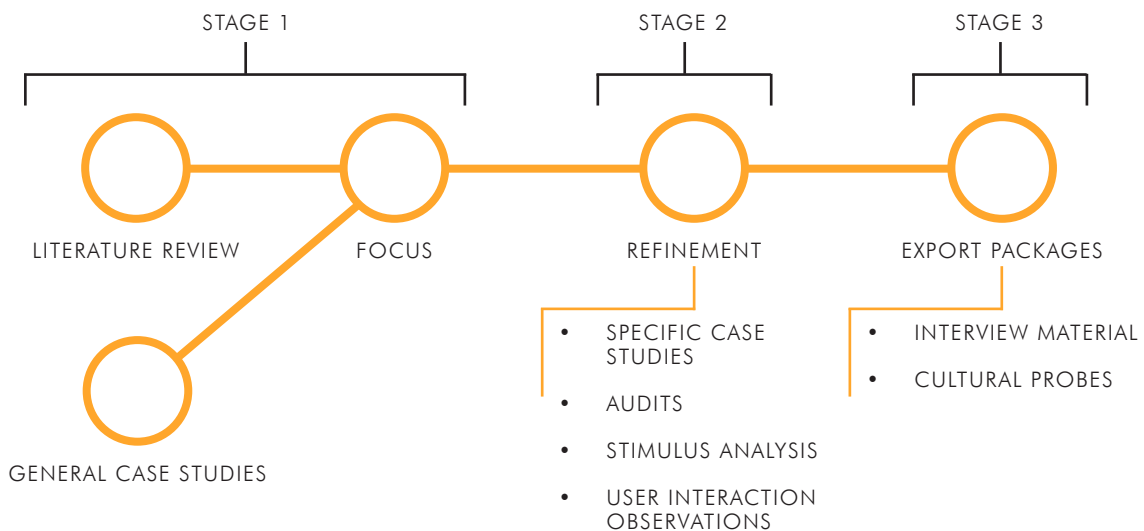 STAGE 1
STAGE 2
STAGE 3
LITERATURE REVIEW
FOCUS
REFINEMENT
EXPORT PACKAGES
GENERAL CASE STUDIES
• SPECIFIC CASE
STUDIES
• AUDITS
• STIMULUS ANALYSIS
• USER INTERACTION
OBSERVATIONS
• INTERVIEW MATERIAL
• CULTURAL PROBES